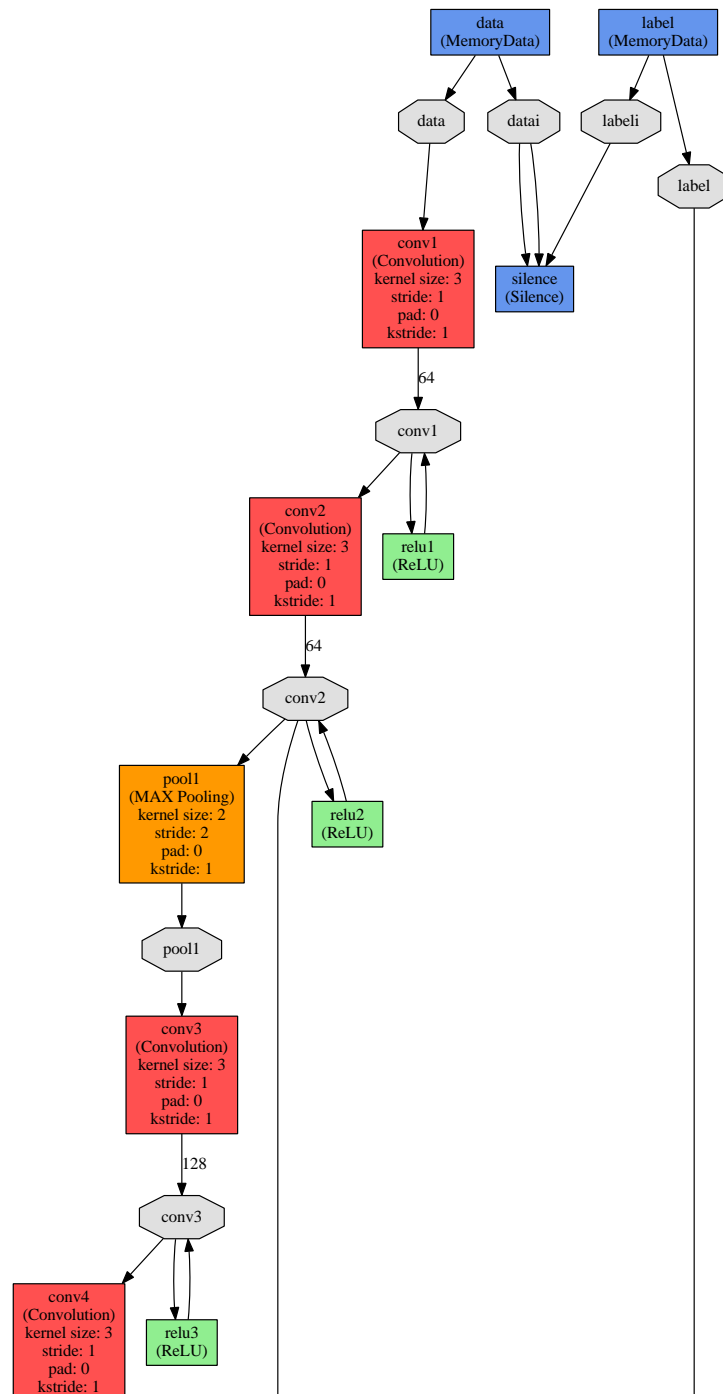 data
(MemoryData)
label
(MemoryData)
data
datai
labeli
label
conv1
(Convolution)
kernel size: 3
stride: 1
pad: 0
kstride: 1
silence
(Silence)
64
conv1
conv2
(Convolution)
kernel size: 3
stride: 1
pad: 0
kstride: 1
relu1
(ReLU)
64
conv2
pool1
(MAX Pooling)
kernel size: 2
stride: 2
pad: 0
kstride: 1
relu2
(ReLU)
pool1
conv3
(Convolution)
kernel size: 3
stride: 1
pad: 0
kstride: 1
128
conv3
conv4
(Convolution)
kernel size: 3
stride: 1
pad: 0
kstride: 1
relu3
(ReLU)